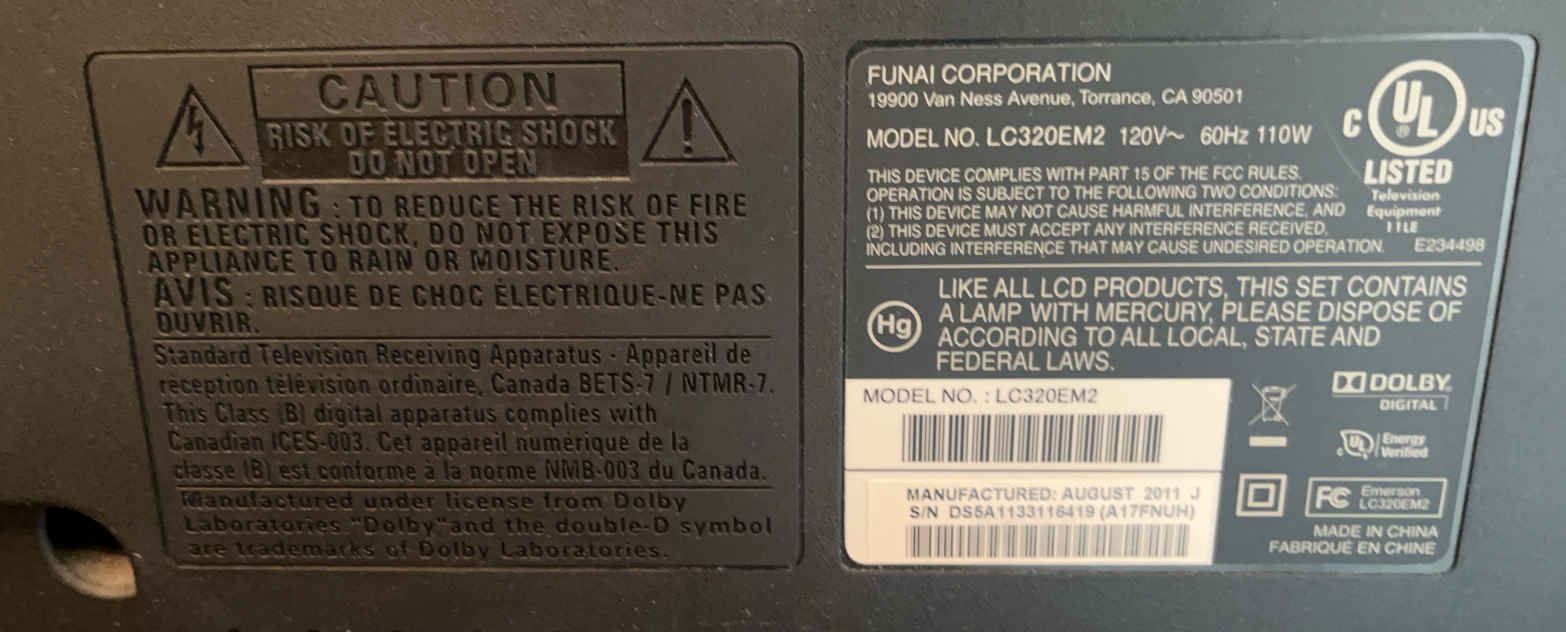 CAUTION
RISK OF ELECTRIC SHOCK
DO NOT OPEN
WARNING : TO REDUCE THE RISK OF FIRE
OR ELECTRIC SHOCK, DO NOT EXPOSE THIS
APPLIANCE TO RAIN OR MOISTURE.
AVIS : RISQUE DE CHOC ÉLECTRIQUE-NE PAS
OUVRIR.
Standard Television Receiving Apparatus - Appareil de
réception télévision ordinaire, Canada BETS-7 / NTMR-7.
This Class (B) digital apparatus complies with
Canadian ICES-003. Cet appareil numérique de la
classe (B) est conforme à la norme NMB-003 du Canada.
Manufactured under license from Dolby
Laboratories. "Dolby" and the double-D symbol
are trademarks of Dolby Laboratories.
FUNAI CORPORATION
19900 Van Ness Avenue, Torrance, CA 90501
MODEL NO. LC320EM2 120V~ 60Hz 110W
THIS DEVICE COMPLIES WITH PART 15 OF THE FCC RULES.
OPERATION IS SUBJECT TO THE FOLLOWING TWO CONDITIONS:
(1) THIS DEVICE MAY NOT CAUSE HARMFUL INTERFERENCE, AND
(2) THIS DEVICE MUST ACCEPT ANY INTERFERENCE RECEIVED,
INCLUDING INTERFERENCE THAT MAY CAUSE UNDESIRED OPERATION.
C UL ® US
LISTED
Television
Equipment
11LE
E234498
Hg
LIKE ALL LCD PRODUCTS, THIS SET CONTAINS
A LAMP WITH MERCURY, PLEASE DISPOSE OF
ACCORDING TO ALL LOCAL, STATE AND
FEDERAL LAWS.
MODEL NO. : LC320EM2
MANUFACTURED: AUGUST 2011 J
S/N DS5A1133116419 (A17FNUH)
DOLBY
DIGITAL
c UL Energy
Verified
FC Emerson
LC320EM2
MADE IN CHINA
FABRIQUÉ EN CHINE